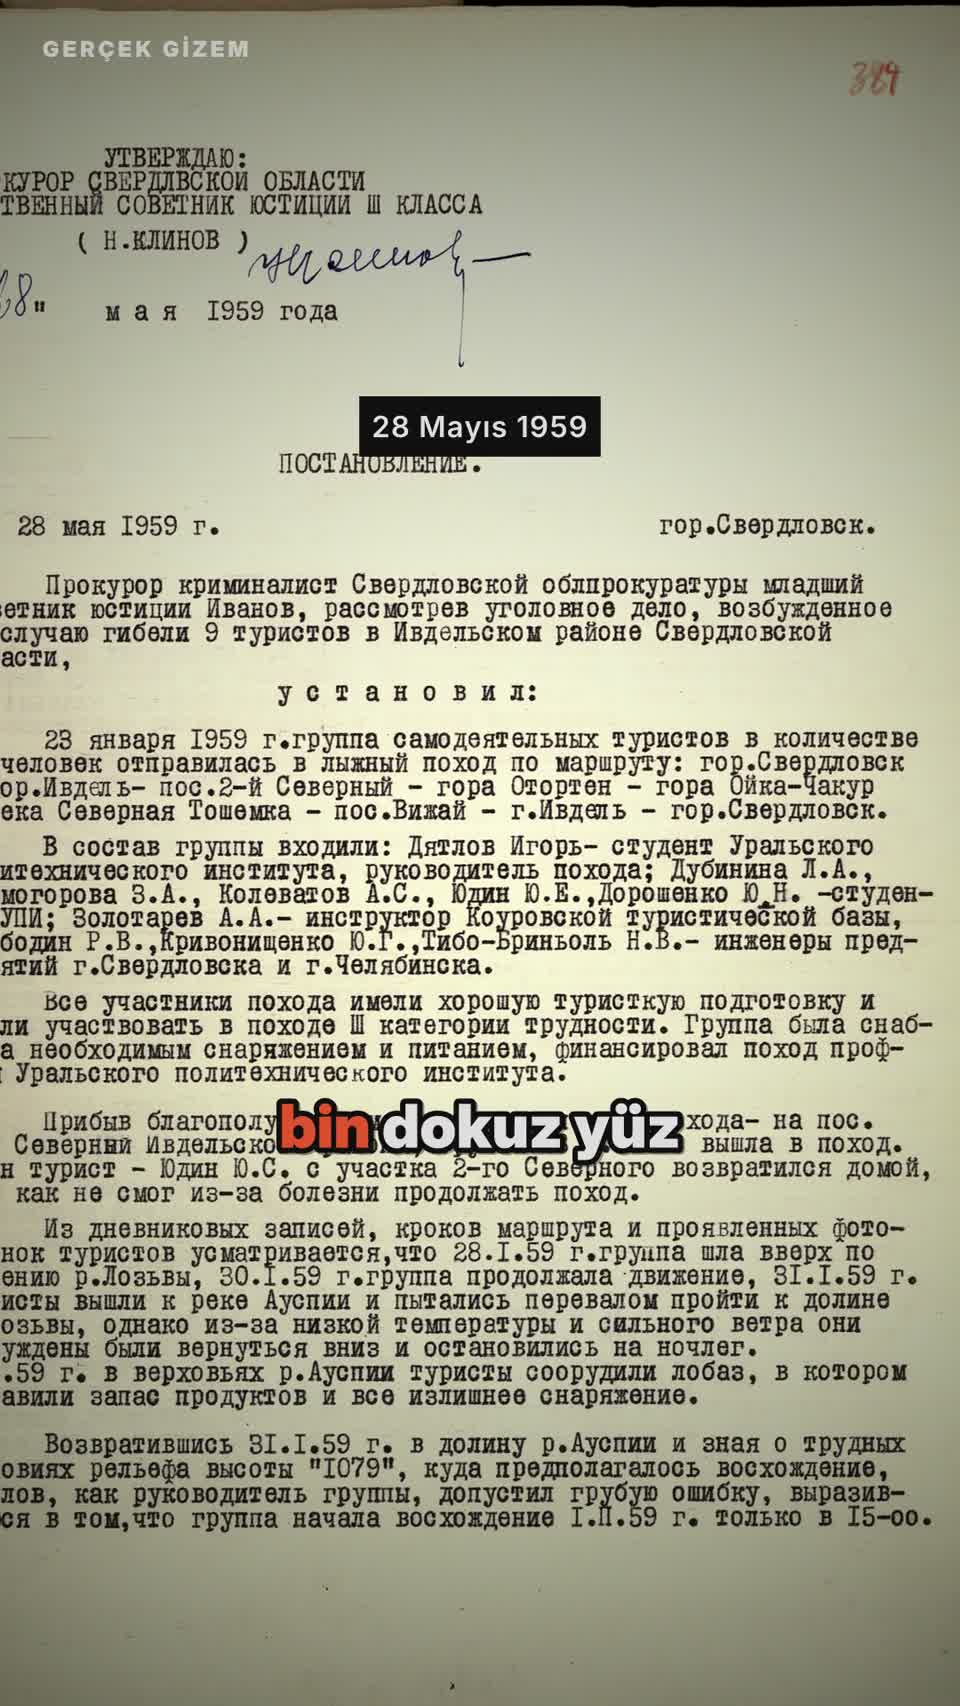 GERÇEK GİZEM
389
УТВЕРЖДАЮ:
КУРОР СВЕРДЛВСКОЙ ОБЛАСТИ
ТВЕННЫЙ СОВЕТНИК ЮСТИЦИИ Ш КЛАССА
( Н.КЛИНОВ )
28" мая 1959 года
28 Mayıs 1959
ПОСТАНОВЛЕНИЕ.
28 мая 1959 г. гор.Свердловск.
Прокурор криминалист Свердловской облпрокуратуры младший
ветник юстиции Иванов, рассмотрев уголовное дело, возбужденное
случаю гибели 9 туристов в Ивдельском районе Свердловской
асти,
установил:
23 января 1959 г.группа самодеятельных туристов в количестве
человек отправилась в лыжный поход по маршруту: гор.Свердловск
ор.Ивдель- пос.2-й Северный - гора Отортен - гора Ойка-Чакур
ека Северная Тошемка - пос.Вижай - г.Ивдель - гор.Свердловск.
В состав группы входили: Дятлов Игорь- студент Уральского
итехнического института, руководитель похода; Дубинина Л.А.,
могорова З.А., Колеватов А.С., Юдин Ю.Е.,Дорошенко Ю.Н. -студен-
УПИ; Золотарев А.А.- инструктор Коуровской туристической базы,
бодин Р.В.,Кривонищенко Ю.Г.,Тибо-Бриньоль Н.В.- инженеры пред-
ятий г.Свердловска и г.Челябинска.
Все участники похода имели хорошую туристкую подготовку и
ли участвовать в походе Ш категории трудности. Группа была снаб-
а необходимым снаряжением и питанием, финансировал поход проф-
Уральского политехнического института.
Прибыв благополу хода- на пос.
bin dokuz yüz
Северный Ивдельско вышла в поход.
н турист - Юдин Ю.С. с участка 2-го Северного возвратился домой,
как не смог из-за болезни продолжать поход.
Из дневниковых записей, кроков маршрута и проявленных фото-
нок туристов усматривается,что 28.I.59 г.группа шла вверх по
ению р.Лозьвы, 30.I.59 г.группа продолжала движение, 31.I.59 г.
исты вышли к реке Ауспии и пытались перевалом пройти к долине
озьвы, однако из-за низкой температуры и сильного ветра они
уждены были вернуться вниз и остановились на ночлег.
.59 г. в верховьях р.Ауспии туристы соорудили лобаз, в котором
авили запас продуктов и все излишнее снаряжение.
Возвратившись 31.I.59 г. в долину р.Ауспии и зная о трудных
овиях рельефа высоты "1079", куда предполагалось восхождение,
лов, как руководитель группы, допустил грубую ошибку, выразив-
ся в том,что группа начала восхождение I.П.59 г. только в 15-00.